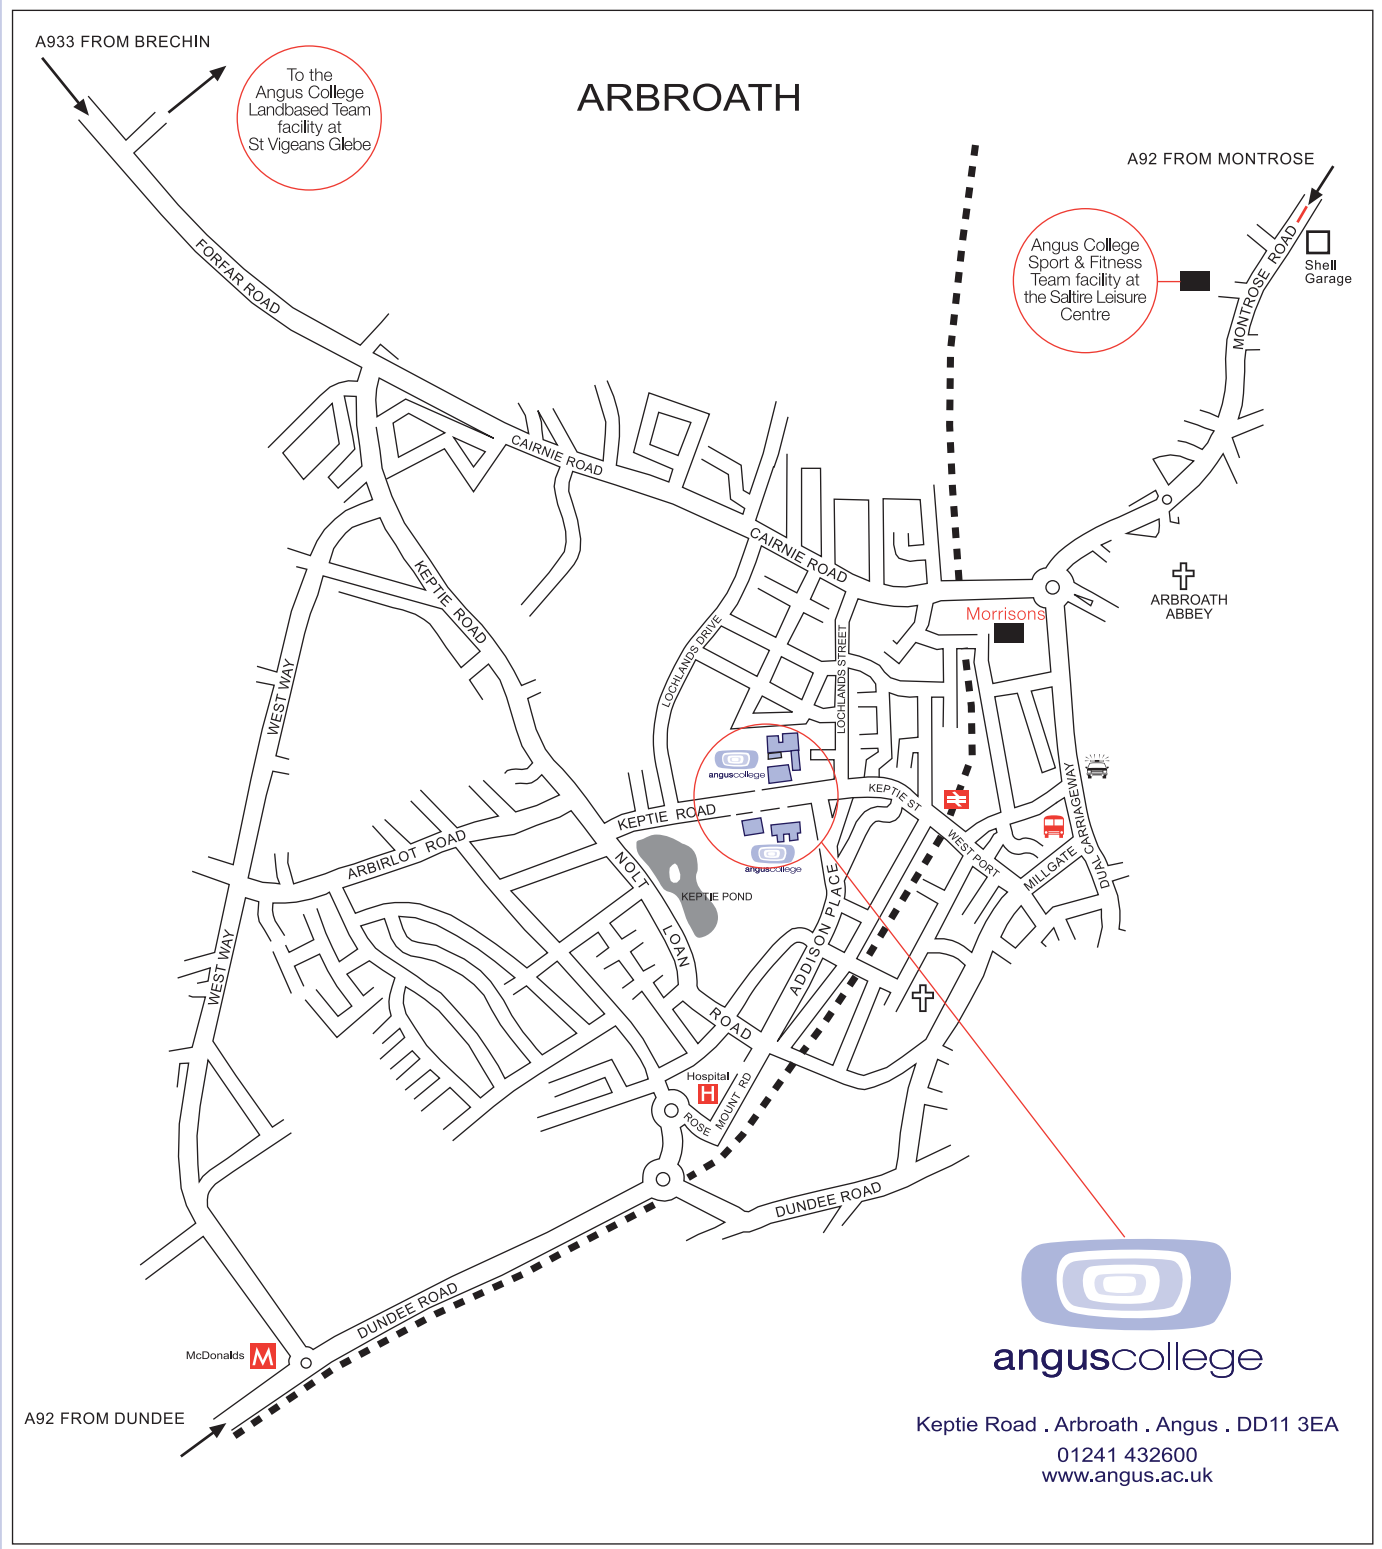 A933 FROM BRECHIN
To the
Angus College
Landbased Team
facility at
St Vigeans Glebe
ARBROATH
A92 FROM MONTROSE
Angus College
Sport & Fitness
Team facility at
the Saltire Leisure
Centre
Shell
Garage
MONTROSE ROAD
FORFAR ROAD
CAIRNIE ROAD
CAIRNIE ROAD
KEPTIE ROAD
ARBROATH
ABBEY
Morrisons
LOCHLANDS DRIVE
LOCHLANDS STREET
WEST WAY
anguscollege
KEPTIE ST
KEPTIE ROAD
WEST PORT
DUAL CARRIAGEWAY
MILLGATE
ARBIRLOT ROAD
NOLT
LOAN
ROAD
KEPTIE POND
anguscollege
ADDISON PLACE
WEST WAY
Hospital
H
ROSE
MOUNT RD
DUNDEE ROAD
DUNDEE ROAD
McDonalds
M
A92 FROM DUNDEE
anguscollege
Keptie Road . Arbroath . Angus . DD11 3EA
01241 432600
www.angus.ac.uk